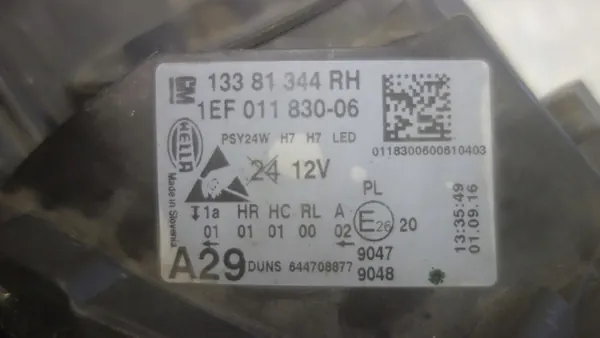 GM 133 81 344 RH
1EF 011 830-06
HELLA
PSY24W H7 H7 LED
0118300600610403
24 12V
Made in Slovenia
PL
1a HR HC RL A
01 01 01 00 02
E26 20
13:35:49
01.09.16
A29 DUNS 644708877
9047
9048